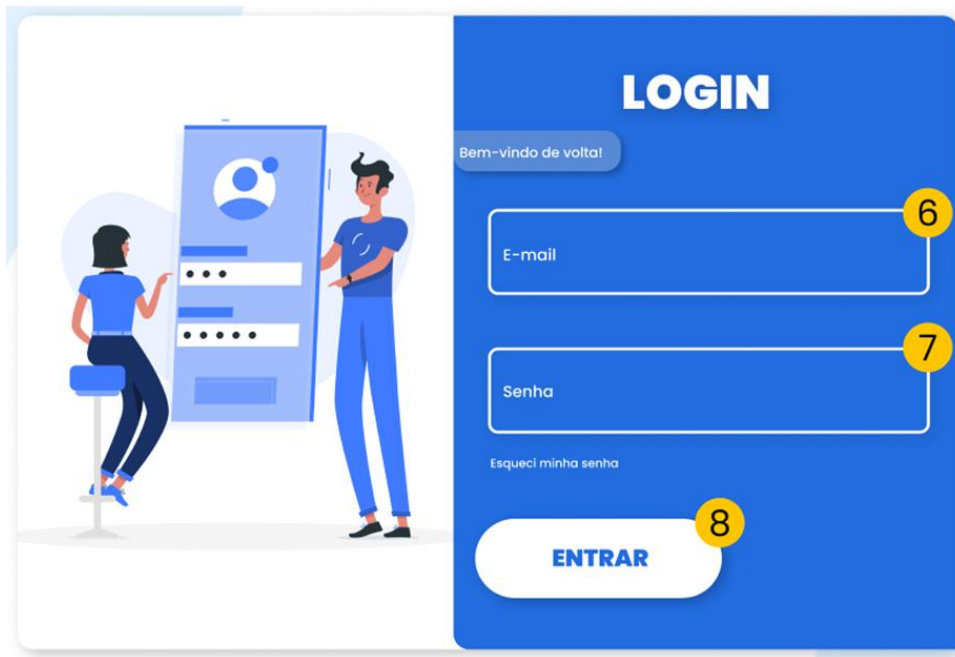 LOGIN
Bem-vindo de volta!
6
E-mail
7
Senha
Esqueci minha senha
8
ENTRAR